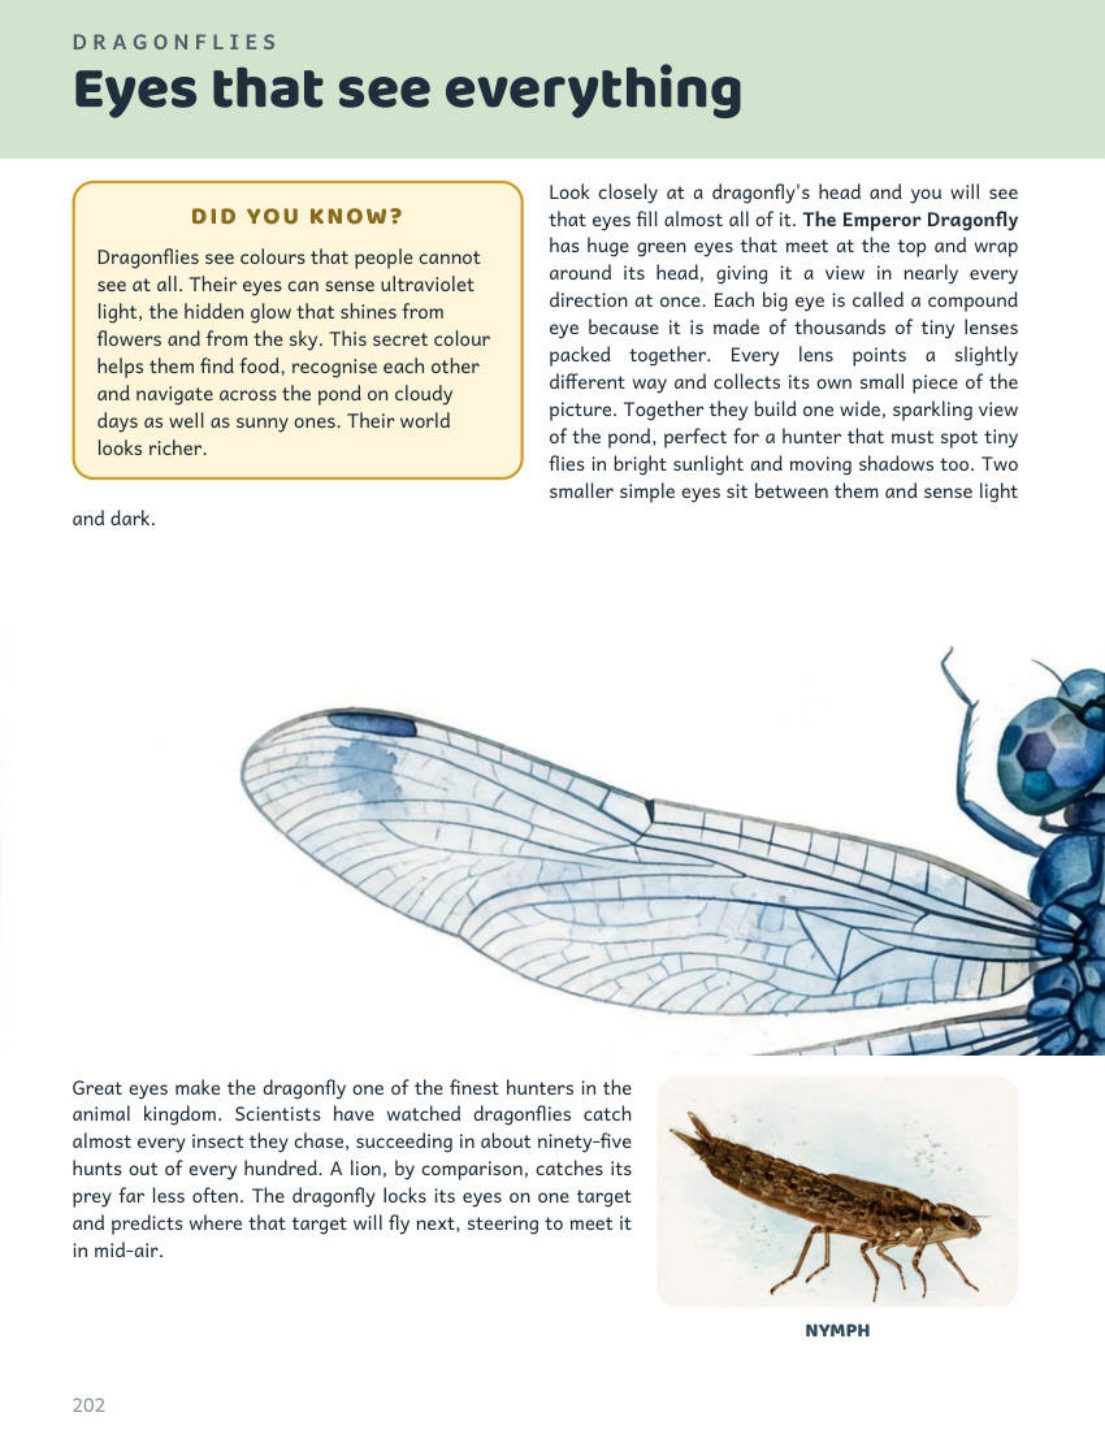 DRAGONFLIES
Eyes that see everything
DID YOU KNOW?
Dragonflies see colours that people cannot
see at all. Their eyes can sense ultraviolet
light, the hidden glow that shines from
flowers and from the sky. This secret colour
helps them find food, recognise each other
and navigate across the pond on cloudy
days as well as sunny ones. Their world
looks richer.
Look closely at a dragonfly's head and you will see
that eyes fill almost all of it. The Emperor Dragonfly
has huge green eyes that meet at the top and wrap
around its head, giving it a view in nearly every
direction at once. Each big eye is called a compound
eye because it is made of thousands of tiny lenses
packed together. Every lens points a slightly
different way and collects its own small piece of the
picture. Together they build one wide, sparkling view
of the pond, perfect for a hunter that must spot tiny
flies in bright sunlight and moving shadows too. Two
smaller simple eyes sit between them and sense light
and dark.
Great eyes make the dragonfly one of the finest hunters in the
animal kingdom. Scientists have watched dragonflies catch
almost every insect they chase, succeeding in about ninety-five
hunts out of every hundred. A lion, by comparison, catches its
prey far less often. The dragonfly locks its eyes on one target
and predicts where that target will fly next, steering to meet it
in mid-air.
NYMPH
202